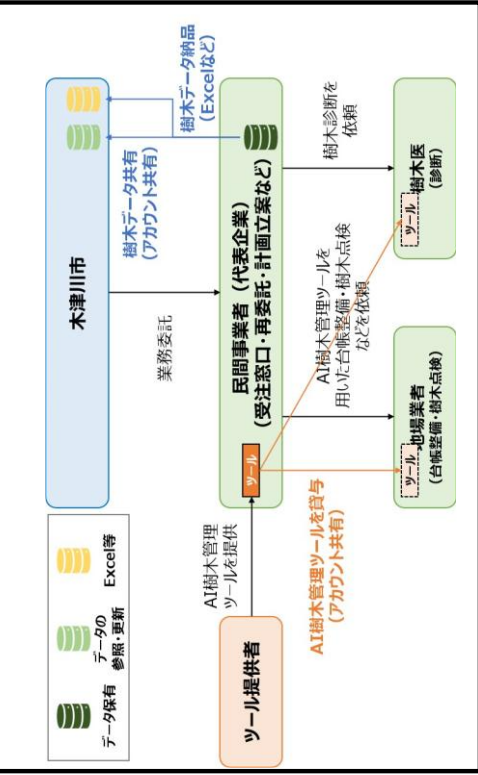 データ保有
データの
参照・更新
Excel等
木津川市
樹木データ共有
(アカウント共有)
樹木データ納品
(Excelなど)
業務委託
ツール提供者
AI樹木管理
ツールを提供
民間事業者（代表企業）
(受注窓口・再委託・計画立案など)
ツール
AI樹木管理ツールを貸与
(アカウント共有)
AI樹木管理ツールを
用いた台帳整備・樹木点検
などを依頼
樹木診断を
依頼
ツール
地場業者
(台帳整備・樹木点検)
ツール
樹木医
(診断)